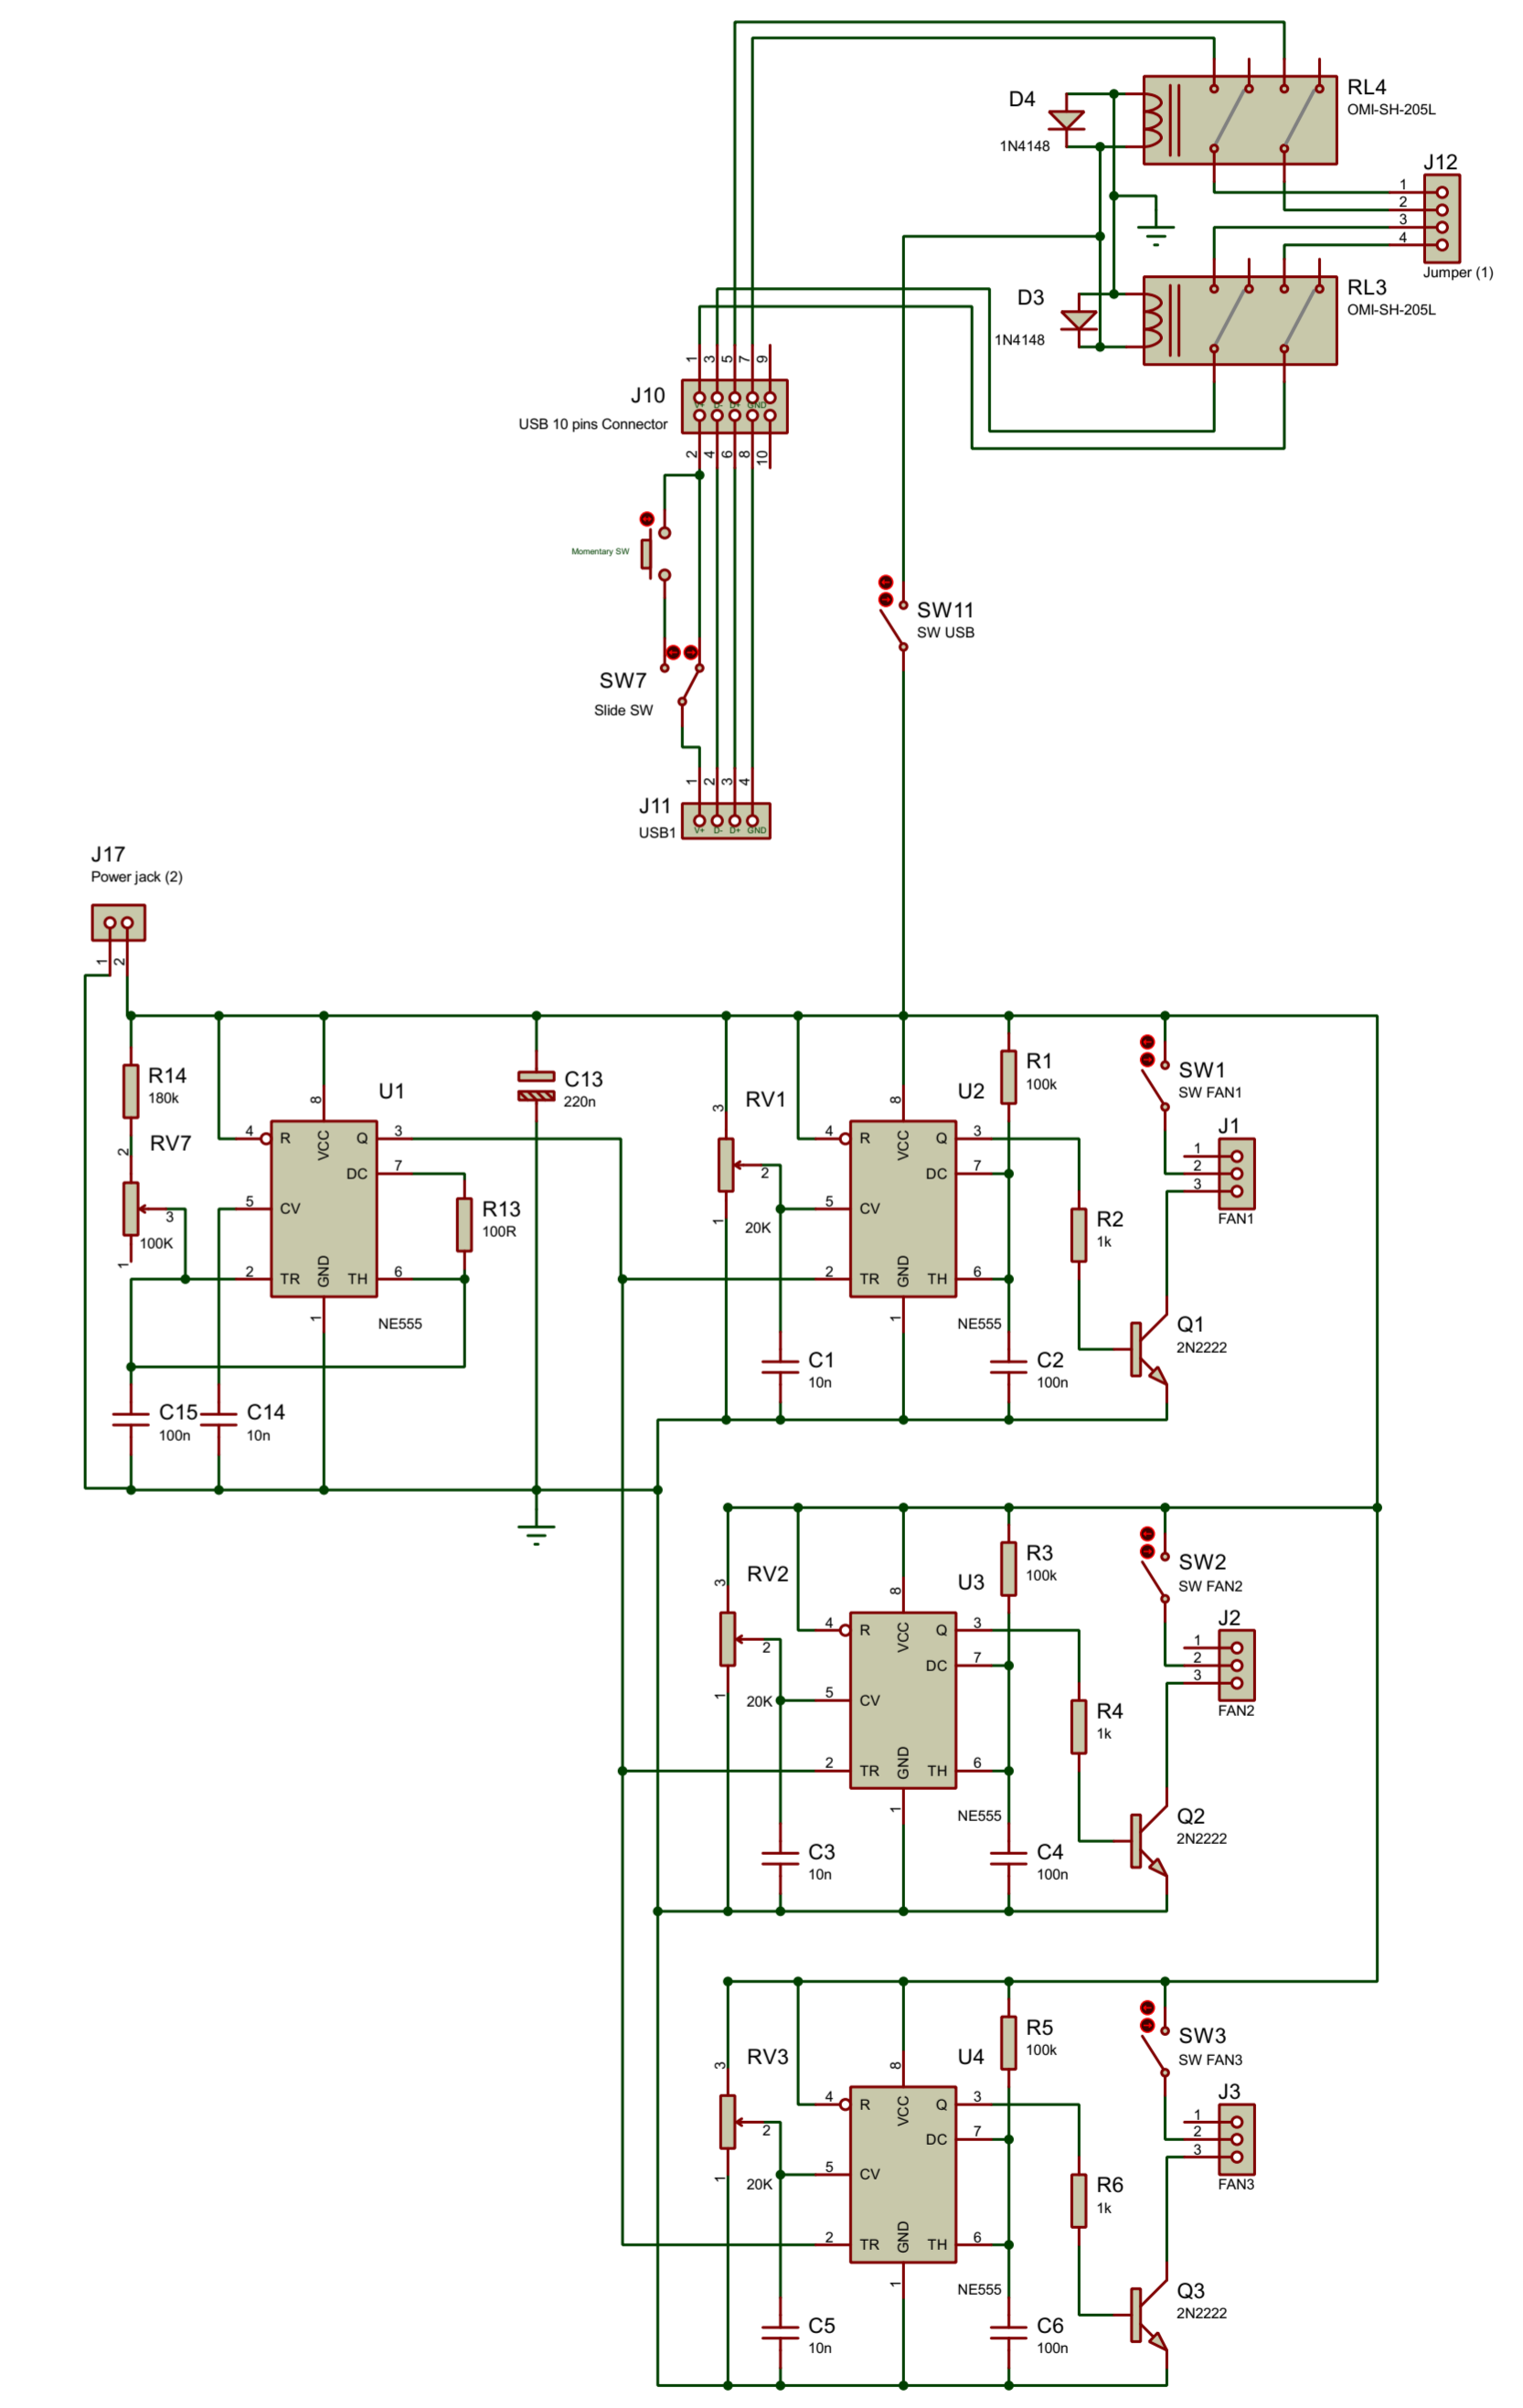 RL4
OMI-SH-205L
D4
1N4148
J12
1
2
3
4
Jumper (1)
RL3
OMI-SH-205L
D3
1N4148
1
3
5
7
9
J10
USB 10 pins Connector
V+
D-
D+
GND
2
4
6
8
10
Momentary SW
SW11
SW USB
SW7
Slide SW
1
2
3
4
J11
USB1
V+
D-
D+
GND
J17
Power jack (2)
1
2
R14
180k
RV7
2
3
100K
1
U1
8
4
R
VCC
Q
3
DC
7
5
CV
GND
2
TR
TH
6
1
NE555
R13
100R
C13
220n
C15
100n
C14
10n
RV1
3
2
1
20K
U2
8
4
R
VCC
Q
3
DC
7
5
CV
GND
2
TR
TH
6
1
NE555
R1
100k
R2
1k
C1
10n
C2
100n
SW1
SW FAN1
J1
1
2
3
FAN1
Q1
2N2222
RV2
3
2
1
20K
U3
8
4
R
VCC
Q
3
DC
7
5
CV
GND
2
TR
TH
6
1
NE555
R3
100k
R4
1k
C3
10n
C4
100n
SW2
SW FAN2
J2
1
2
3
FAN2
Q2
2N2222
RV3
3
2
1
20K
U4
8
4
R
VCC
Q
3
DC
7
5
CV
GND
2
TR
TH
6
1
NE555
R5
100k
R6
1k
C5
10n
C6
100n
SW3
SW FAN3
J3
1
2
3
FAN3
Q3
2N2222